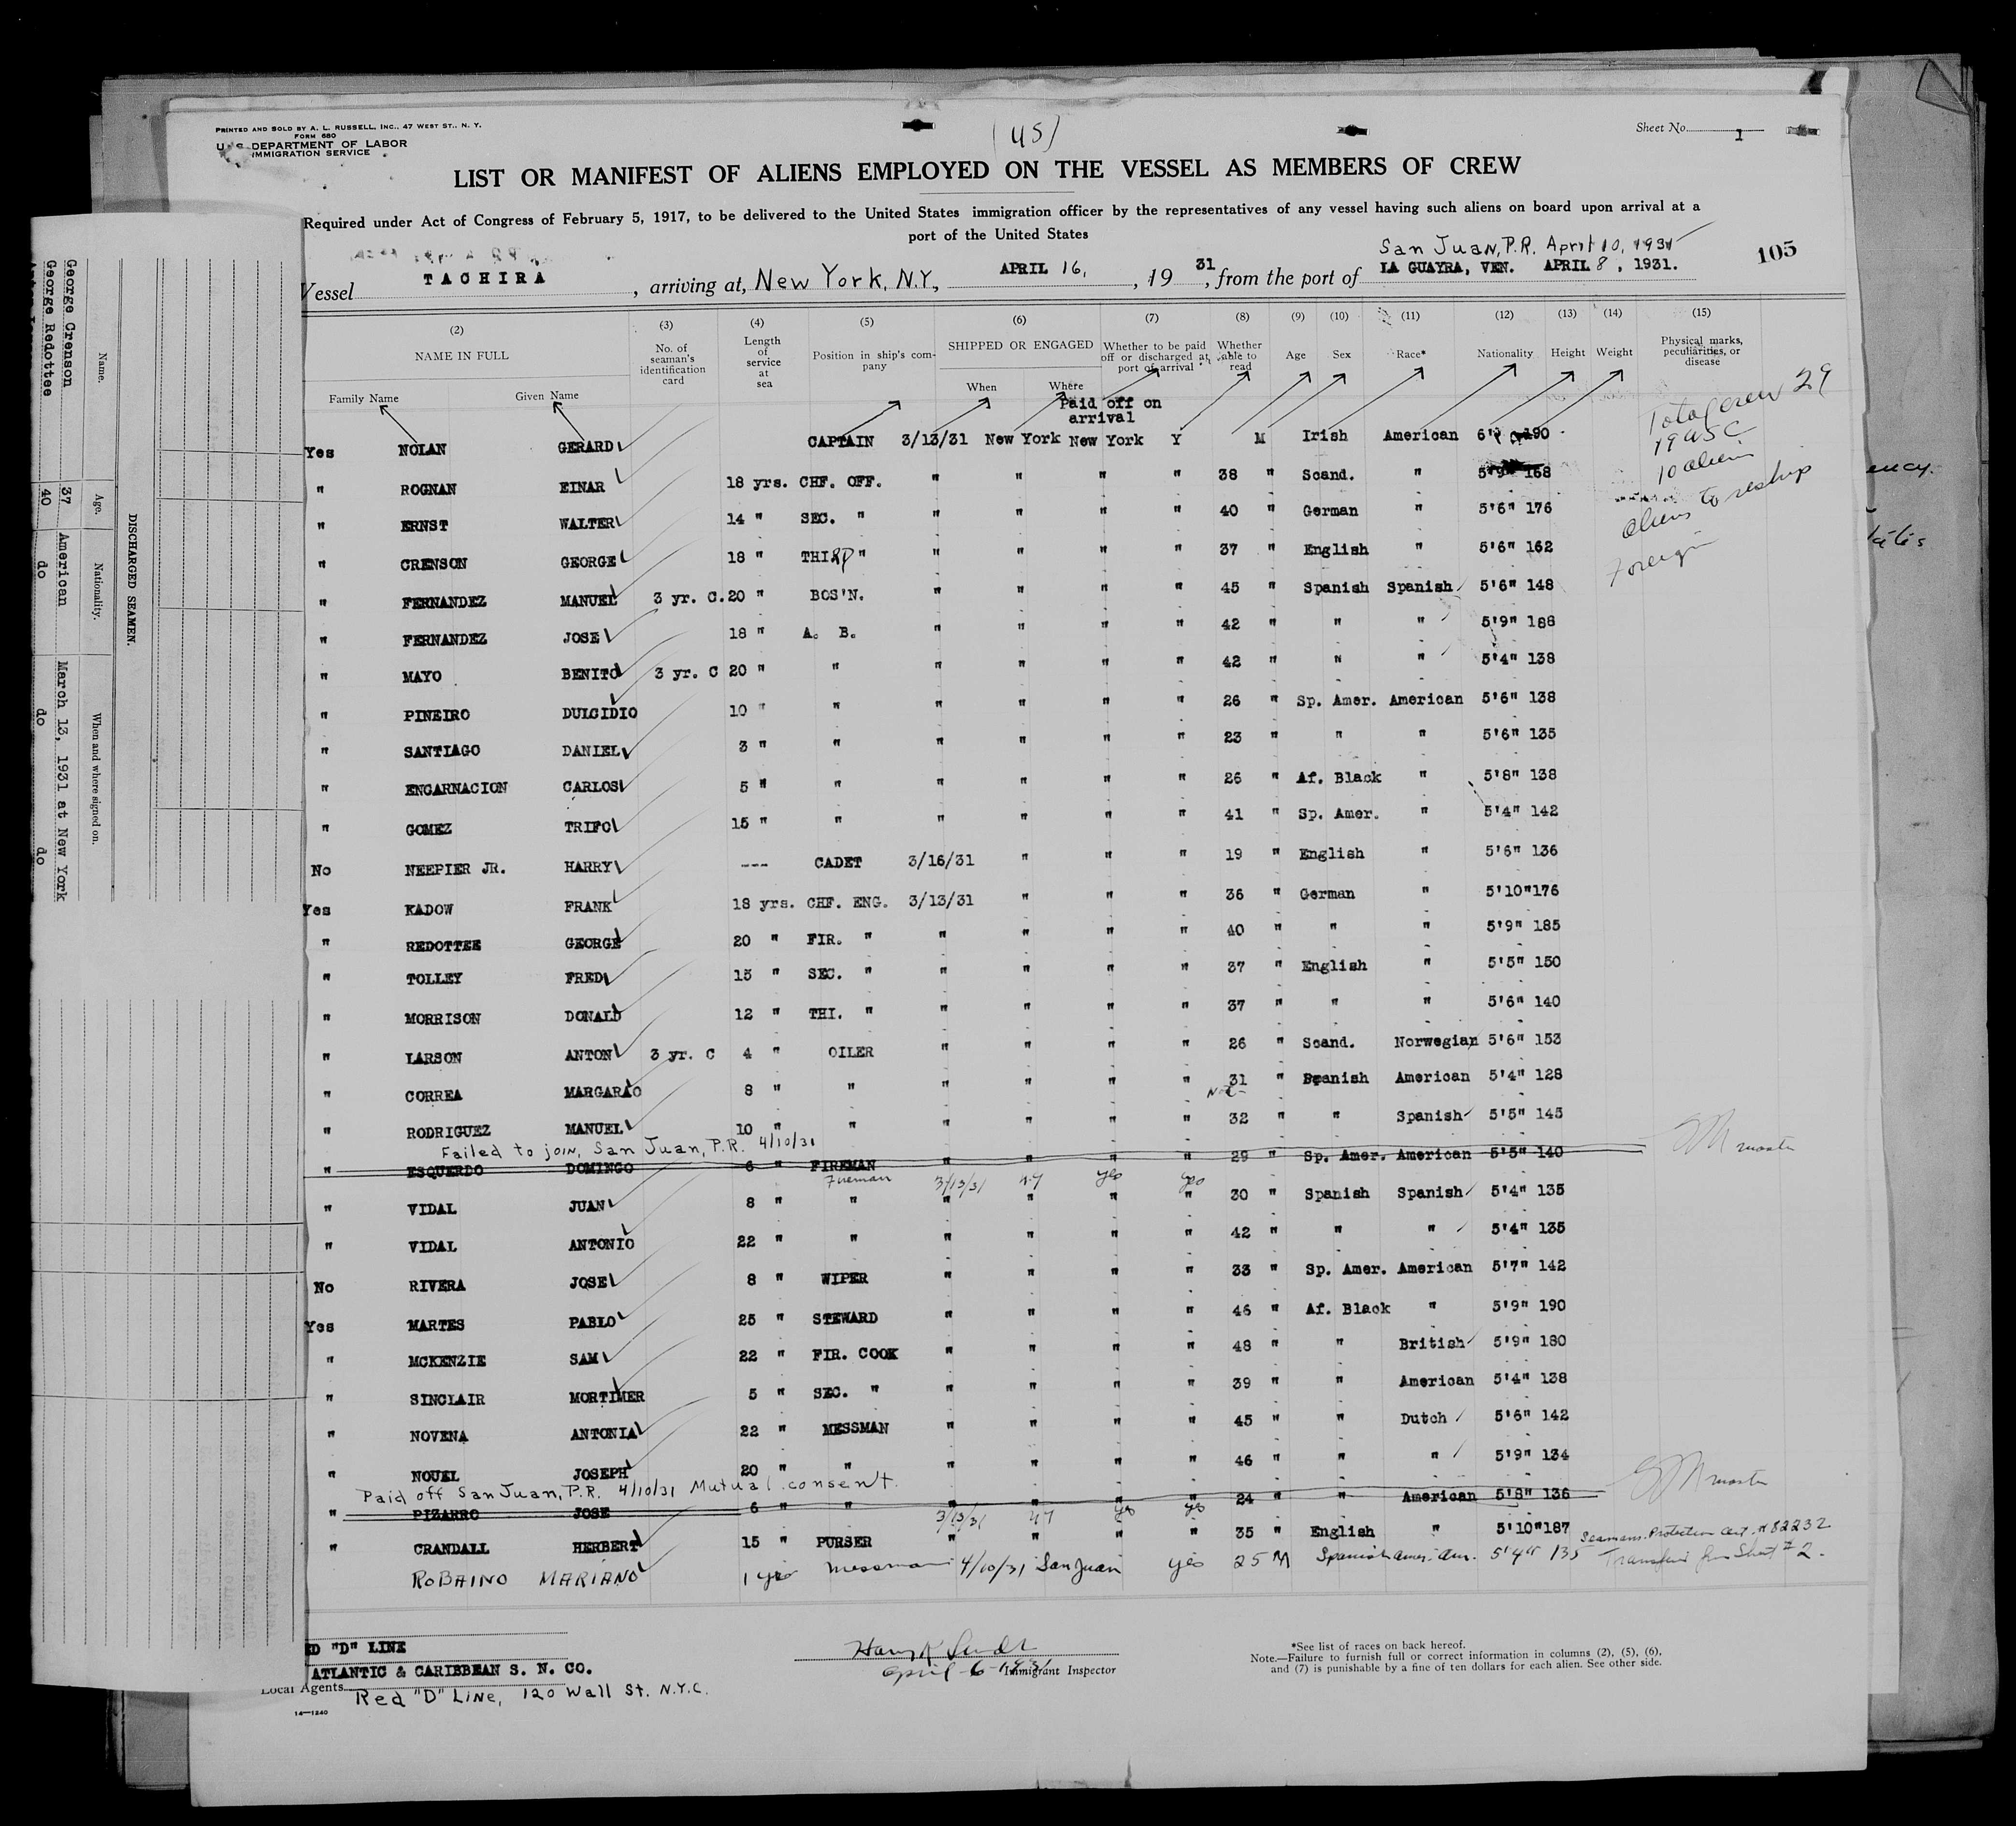 PRINTED AND SOLD BY A. L. RUSSELL, INC., 47 WEST ST., N. Y.
FORM 680
U. S. DEPARTMENT OF LABOR
IMMIGRATION SERVICE
(US)
Sheet No. 1
LIST OR MANIFEST OF ALIENS EMPLOYED ON THE VESSEL AS MEMBERS OF CREW
Required under Act of Congress of February 5, 1917, to be delivered to the United States immigration officer by the representatives of any vessel having such aliens on board upon arrival at a
port of the United States
San Juan, P.R. April 10, 1931
105
Vessel TACHIRA, arriving at, New York, N.Y., APRIL 16, 1931, from the port of LA GUAYRA, VEN. APRIL 8, 1931.
(2) (3) (4) (5) (6) (7) (8) (9) (10) (11) (12) (13) (14) (15)
NAME IN FULL
Family Name Given Name
No. of seaman's identification card
Length of service at sea
Position in ship's company
SHIPPED OR ENGAGED
When Where
Whether to be paid off or discharged at port of arrival
Whether able to read
Age Sex Race* Nationality Height Weight
Physical marks, peculiarities, or disease
Paid off on
arrival
Total crew 29
19 USC
10 aliens
aliens to reship
Foreign
Yes NOLAN GERARD CAPTAIN 3/13/31 New York New York Y M Irish American 6' 190
" ROGNAN EINAR 18 yrs. CHF. OFF. " " " " 38 " Scand. " 5'9" 168
" ERNST WALTER 14 " SEC. " " " " " 40 " German " 5'6" 176
" CRENSON GEORGE 18 " THIRD " " " " " 37 " English " 5'6" 162
" FERNANDEZ MANUEL 3 yr. C. 20 " BOS'N. " " " " 45 " Spanish Spanish 5'6" 148
" FERNANDEZ JOSE 18 " A. B. " " " " 42 " " " 5'9" 188
" MAYO BENITO 3 yr. C 20 " " " " " " 42 " " " 5'4" 138
" PINEIRO DULCIDIO 10 " " " " " " 26 " Sp. Amer. American 5'6" 138
" SANTIAGO DANIEL 3 " " " " " " 23 " " " 5'6" 135
" ENCARNACION CARLOS 5 " " " " " " 26 " Af. Black " 5'8" 138
" GOMEZ TRIFO 15 " " " " " " 41 " Sp. Amer. " 5'4" 142
No NEEPIER JR. HARRY --- CADET 3/16/31 " " " 19 " English " 5'6" 136
Yes KADOW FRANK 18 yrs. CHF. ENG. 3/13/31 " " " 36 " German " 5'10" 176
" REDOTTEE GEORGE 20 " FIR. " " " " " 40 " " " 5'9" 185
" TOLLEY FRED 15 " SEC. " " " " " 37 " English " 5'5" 150
" MORRISON DONALD 12 " THI. " " " " " 37 " " " 5'6" 140
" LARSON ANTON 3 yr. C 4 " OILER " " " " 26 " Scand. Norwegian 5'6" 153
" CORREA MARGARAO 8 " " " " " " 31 " Spanish American 5'4" 128
" RODRIGUEZ MANUEL 10 " " " " " " 32 " " Spanish 5'5" 145
Failed to join, San Juan, P.R. 4/10/31
" ESQUERDO DOMINGO 6 " FIREMAN " " " " 29 " Sp. Amer. American 5'5" 140 master
Fireman 3/13/31 NY yes yes
" VIDAL JUAN 8 " " " " " " 30 " Spanish Spanish 5'4" 135
" VIDAL ANTONIO 22 " " " " " " 42 " " " 5'4" 135
No RIVERA JOSE 8 " WIPER " " " " 33 " Sp. Amer. American 5'7" 142
Yes MARTES PABLO 25 " STEWARD " " " " 46 " Af. Black " 5'9" 190
" MCKENZIE SAM 22 " FIR. COOK " " " " 48 " " British 5'9" 180
" SINCLAIR MORTIMER 5 " SEC. " " " " " 39 " " American 5'4" 138
" NOVENA ANTONIA 22 " MESSMAN " " " " 45 " " Dutch 5'6" 142
" NOUEL JOSEPH 20 " " " " " " 46 " " " 5'9" 134
Paid off San Juan, P.R. 4/10/31 Mutual consent
" PIZARRO JOSE 6 " " " " " " 24 " " American 5'8" 136 master
3/13/31 NY yes yes
" CRANDALL HERBERT 15 " PURSER " " " " 35 " English " 5'10" 187 Seamans Protection Cert. # 82232
ROBAINO MARIANO 1 yr Messman 4/10/31 San Juan yes 25 M Spanish Amer. Am. 5'4" 135 Transferred from Sheet #2.
ED "D" LINE
ATLANTIC & CARIBBEAN S. N. CO.
Local Agents Red "D" Line, 120 Wall St. N.Y.C.
14—1240
April
Immigrant Inspector
*See list of races on back hereof.
Note.—Failure to furnish full or correct information in columns (2), (5), (6),
and (7) is punishable by a fine of ten dollars for each alien. See other side.
DISCHARGED SEAMEN.
Name. Age. Nationality. When and where signed on.
George Crenson 37 American March 13, 1931 at New York
George Redottee 40 do do do